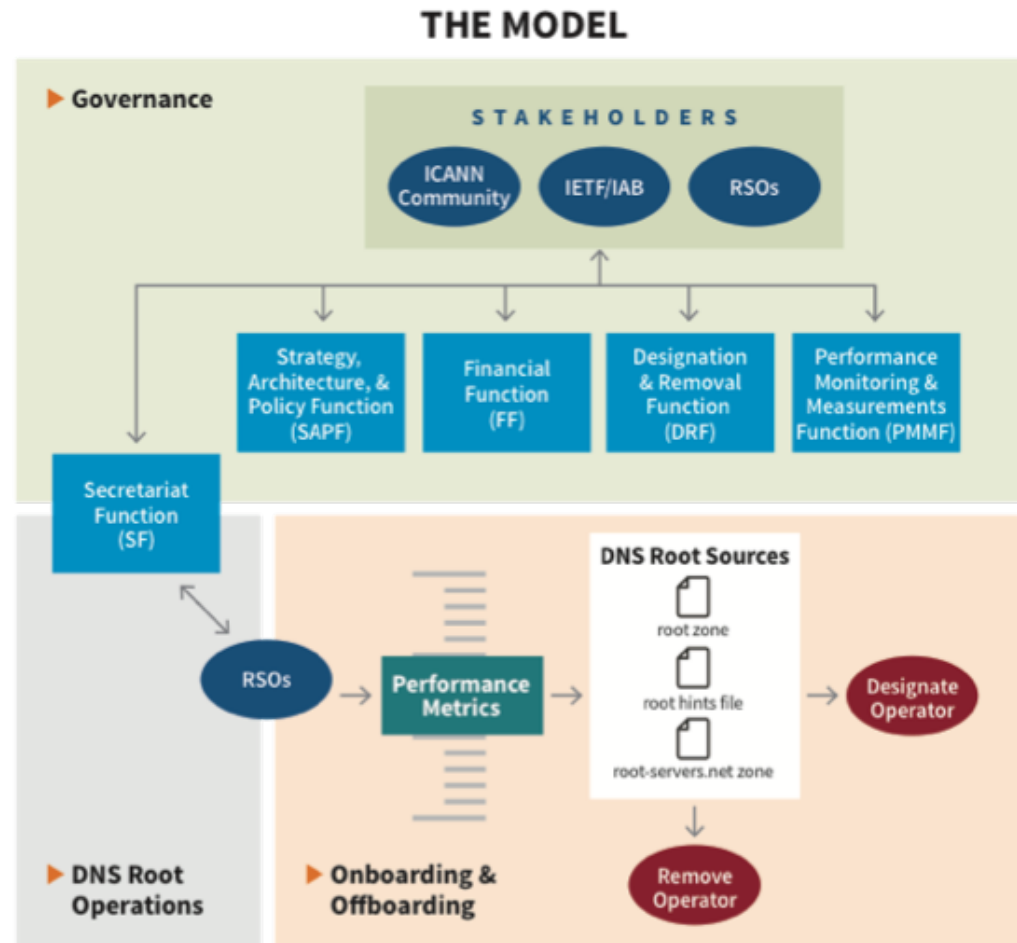 THE MODEL
Governance
STAKEHOLDERS
ICANN
Community
IETF/IAB
RSOs
Strategy,
Architecture, &
Policy Function
(SAPF)
Financial
Function
(FF)
Designation
& Removal
Function
(DRF)
Performance
Monitoring &
Measurements
Function (PMMF)
Secretariat
Function
(SF)
RSOs
Performance
Metrics
DNS Root Sources
root zone
root hints file
root-servers.net zone
Designate
Operator
Remove
Operator
DNS Root
Operations
Onboarding &
Offboarding